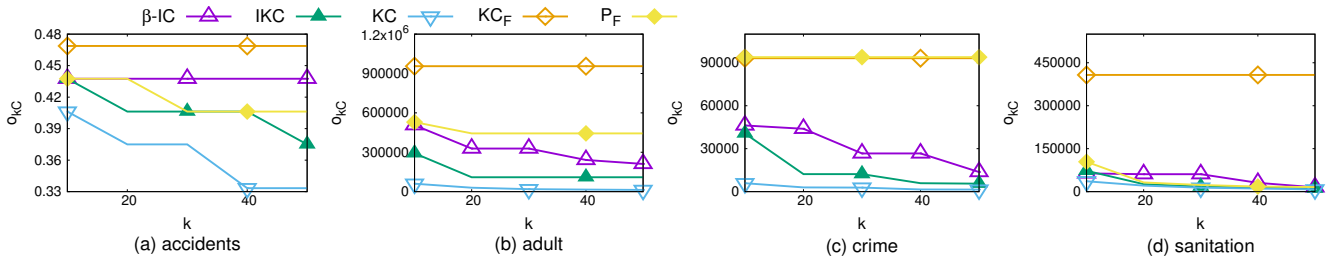 β-IC IKC KC KC_F P_F
0.48
0.45
0.42
0.39
0.36
0.33
o_kC
20 40
k
(a) accidents
1.2x10^6
900000
600000
300000
0
o_kC
20 40
k
(b) adult
90000
60000
30000
0
o_kC
20 40
k
(c) crime
450000
300000
150000
0
o_kC
20 40
k
(d) sanitation